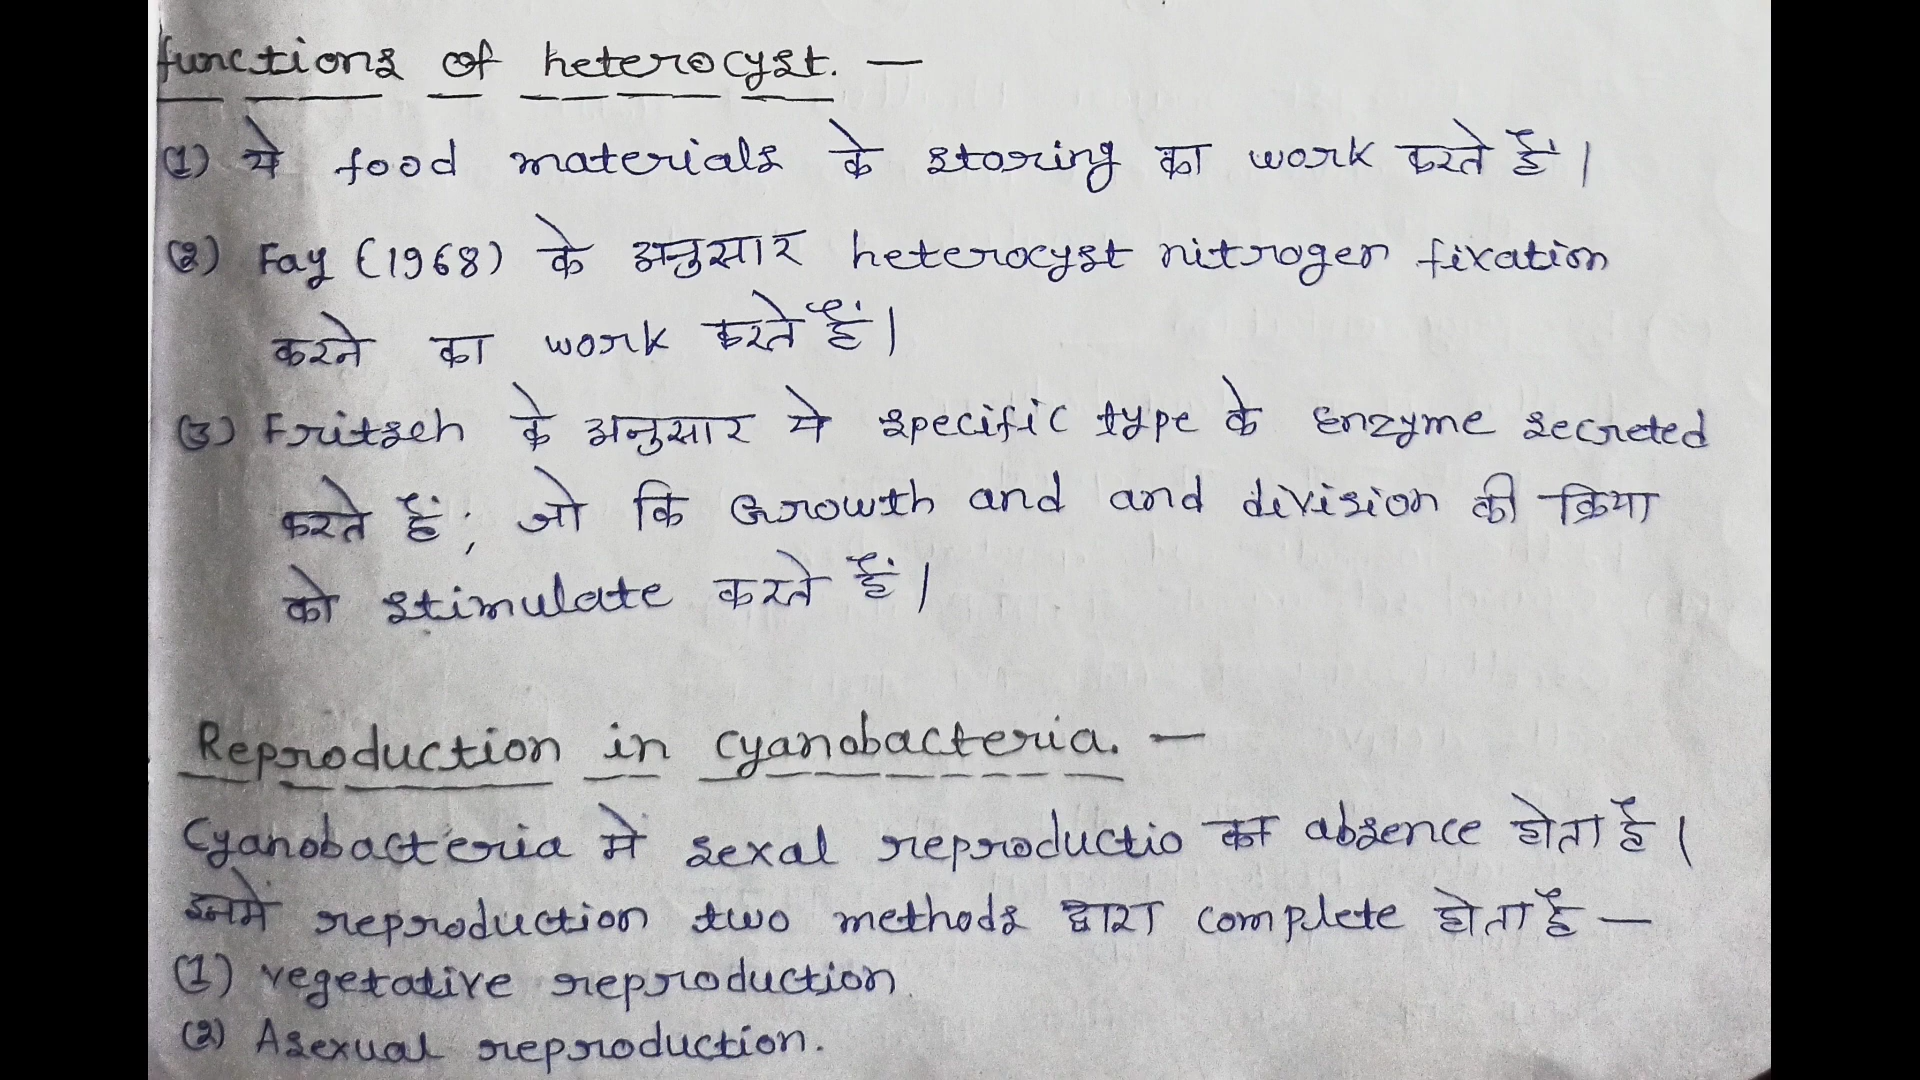 functions of heterocyst. —
(1) ये food materials के storing का work करते हैं।
(2) Fay (1968) के अनुसार heterocyst nitrogen fixation
करने का work करते हैं।
(3) Fritseh के अनुसार ये specific type के enzyme secreted
करते हैं; जो कि Growth and and division की क्रिया
को stimulate करते हैं।
Reproduction in cyanobacteria. —
Cyanobacteria में sexal reproductio का absence होता है।
इनमें reproduction two methods द्वारा complete होता है —
(1) vegetative reproduction
(2) Asexual reproduction.